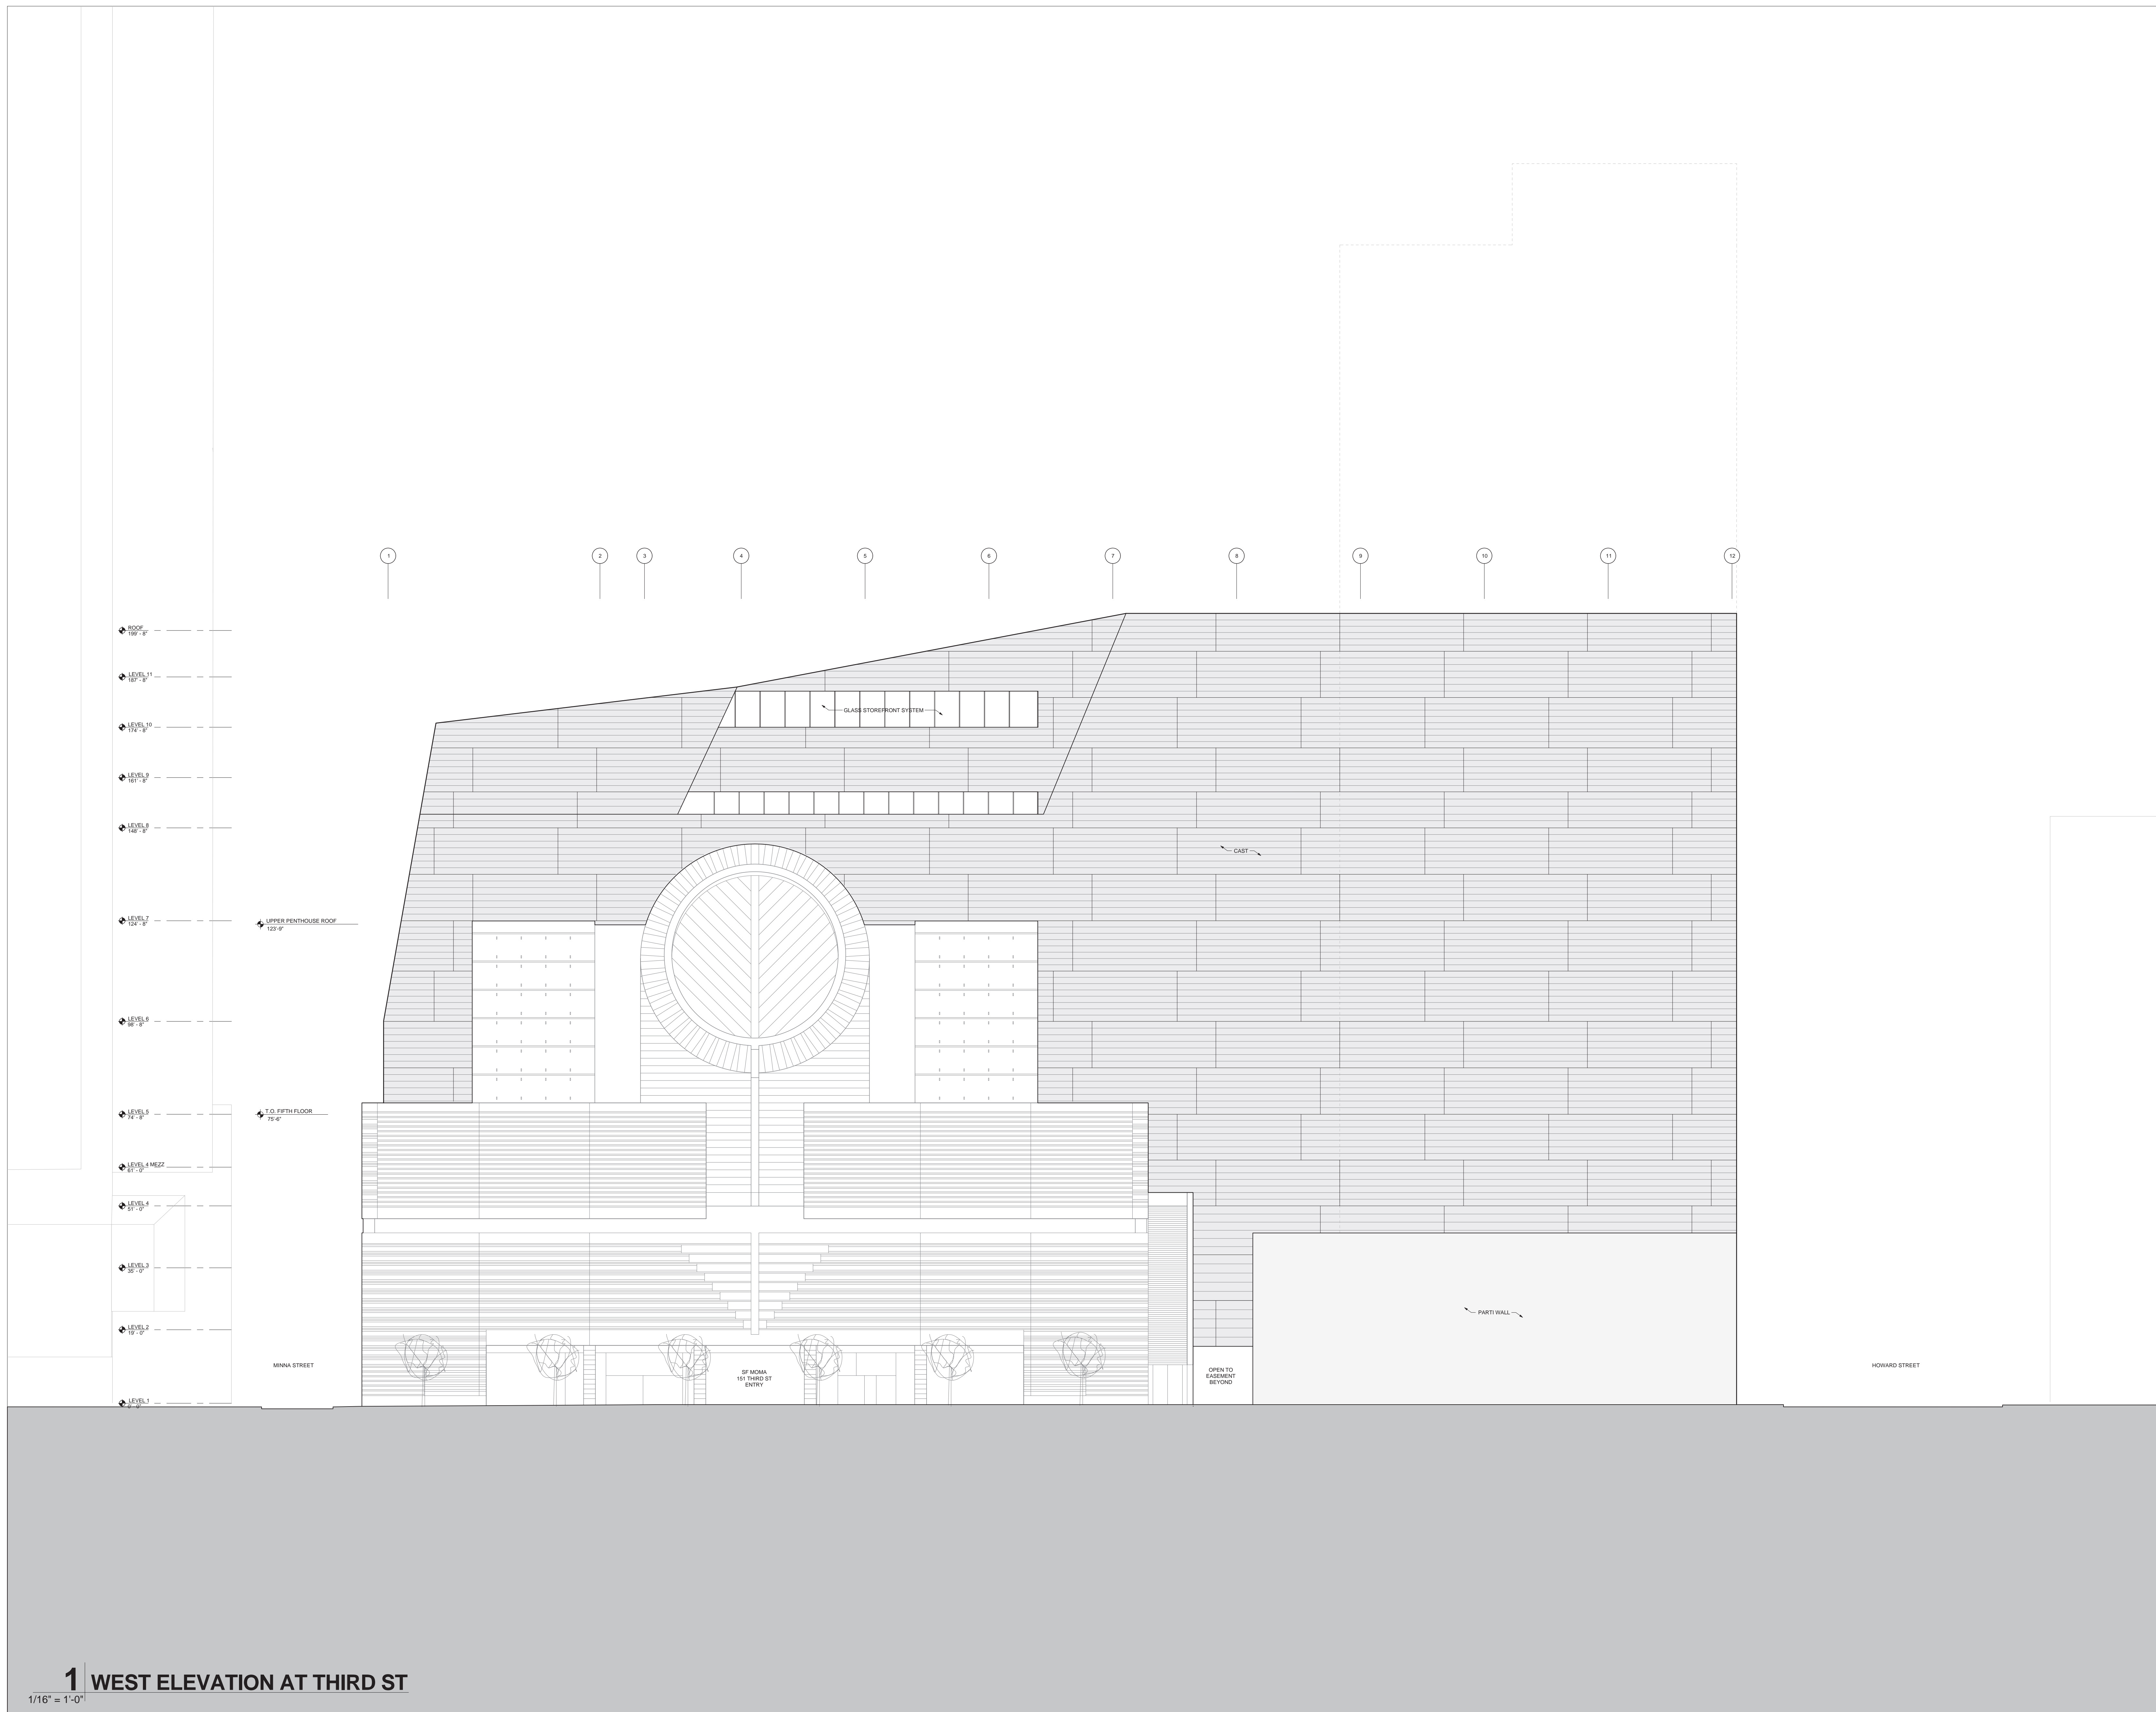 1 2 3 4 5 6 7 8 9 10 11 12
ROOF
199' - 8"
LEVEL 11
187' - 8"
GLASS STOREFRONT SYSTEM
LEVEL 10
174' - 8"
LEVEL 9
161' - 8"
LEVEL 8
148' - 8"
CAST
LEVEL 7
124' - 8"
UPPER PENTHOUSE ROOF
123'-9"
LEVEL 6
98' - 8"
LEVEL 5
74' - 8"
T.O. FIFTH FLOOR
75'-6"
LEVEL 4 MEZZ
61' - 0"
LEVEL 4
51' - 0"
LEVEL 3
35' - 0"
PARTI WALL
LEVEL 2
19' - 0"
MINNA STREET
SF MOMA
151 THIRD ST
ENTRY
OPEN TO
EASEMENT
BEYOND
HOWARD STREET
LEVEL 1
0' - 0"
1 WEST ELEVATION AT THIRD ST
1/16" = 1'-0"